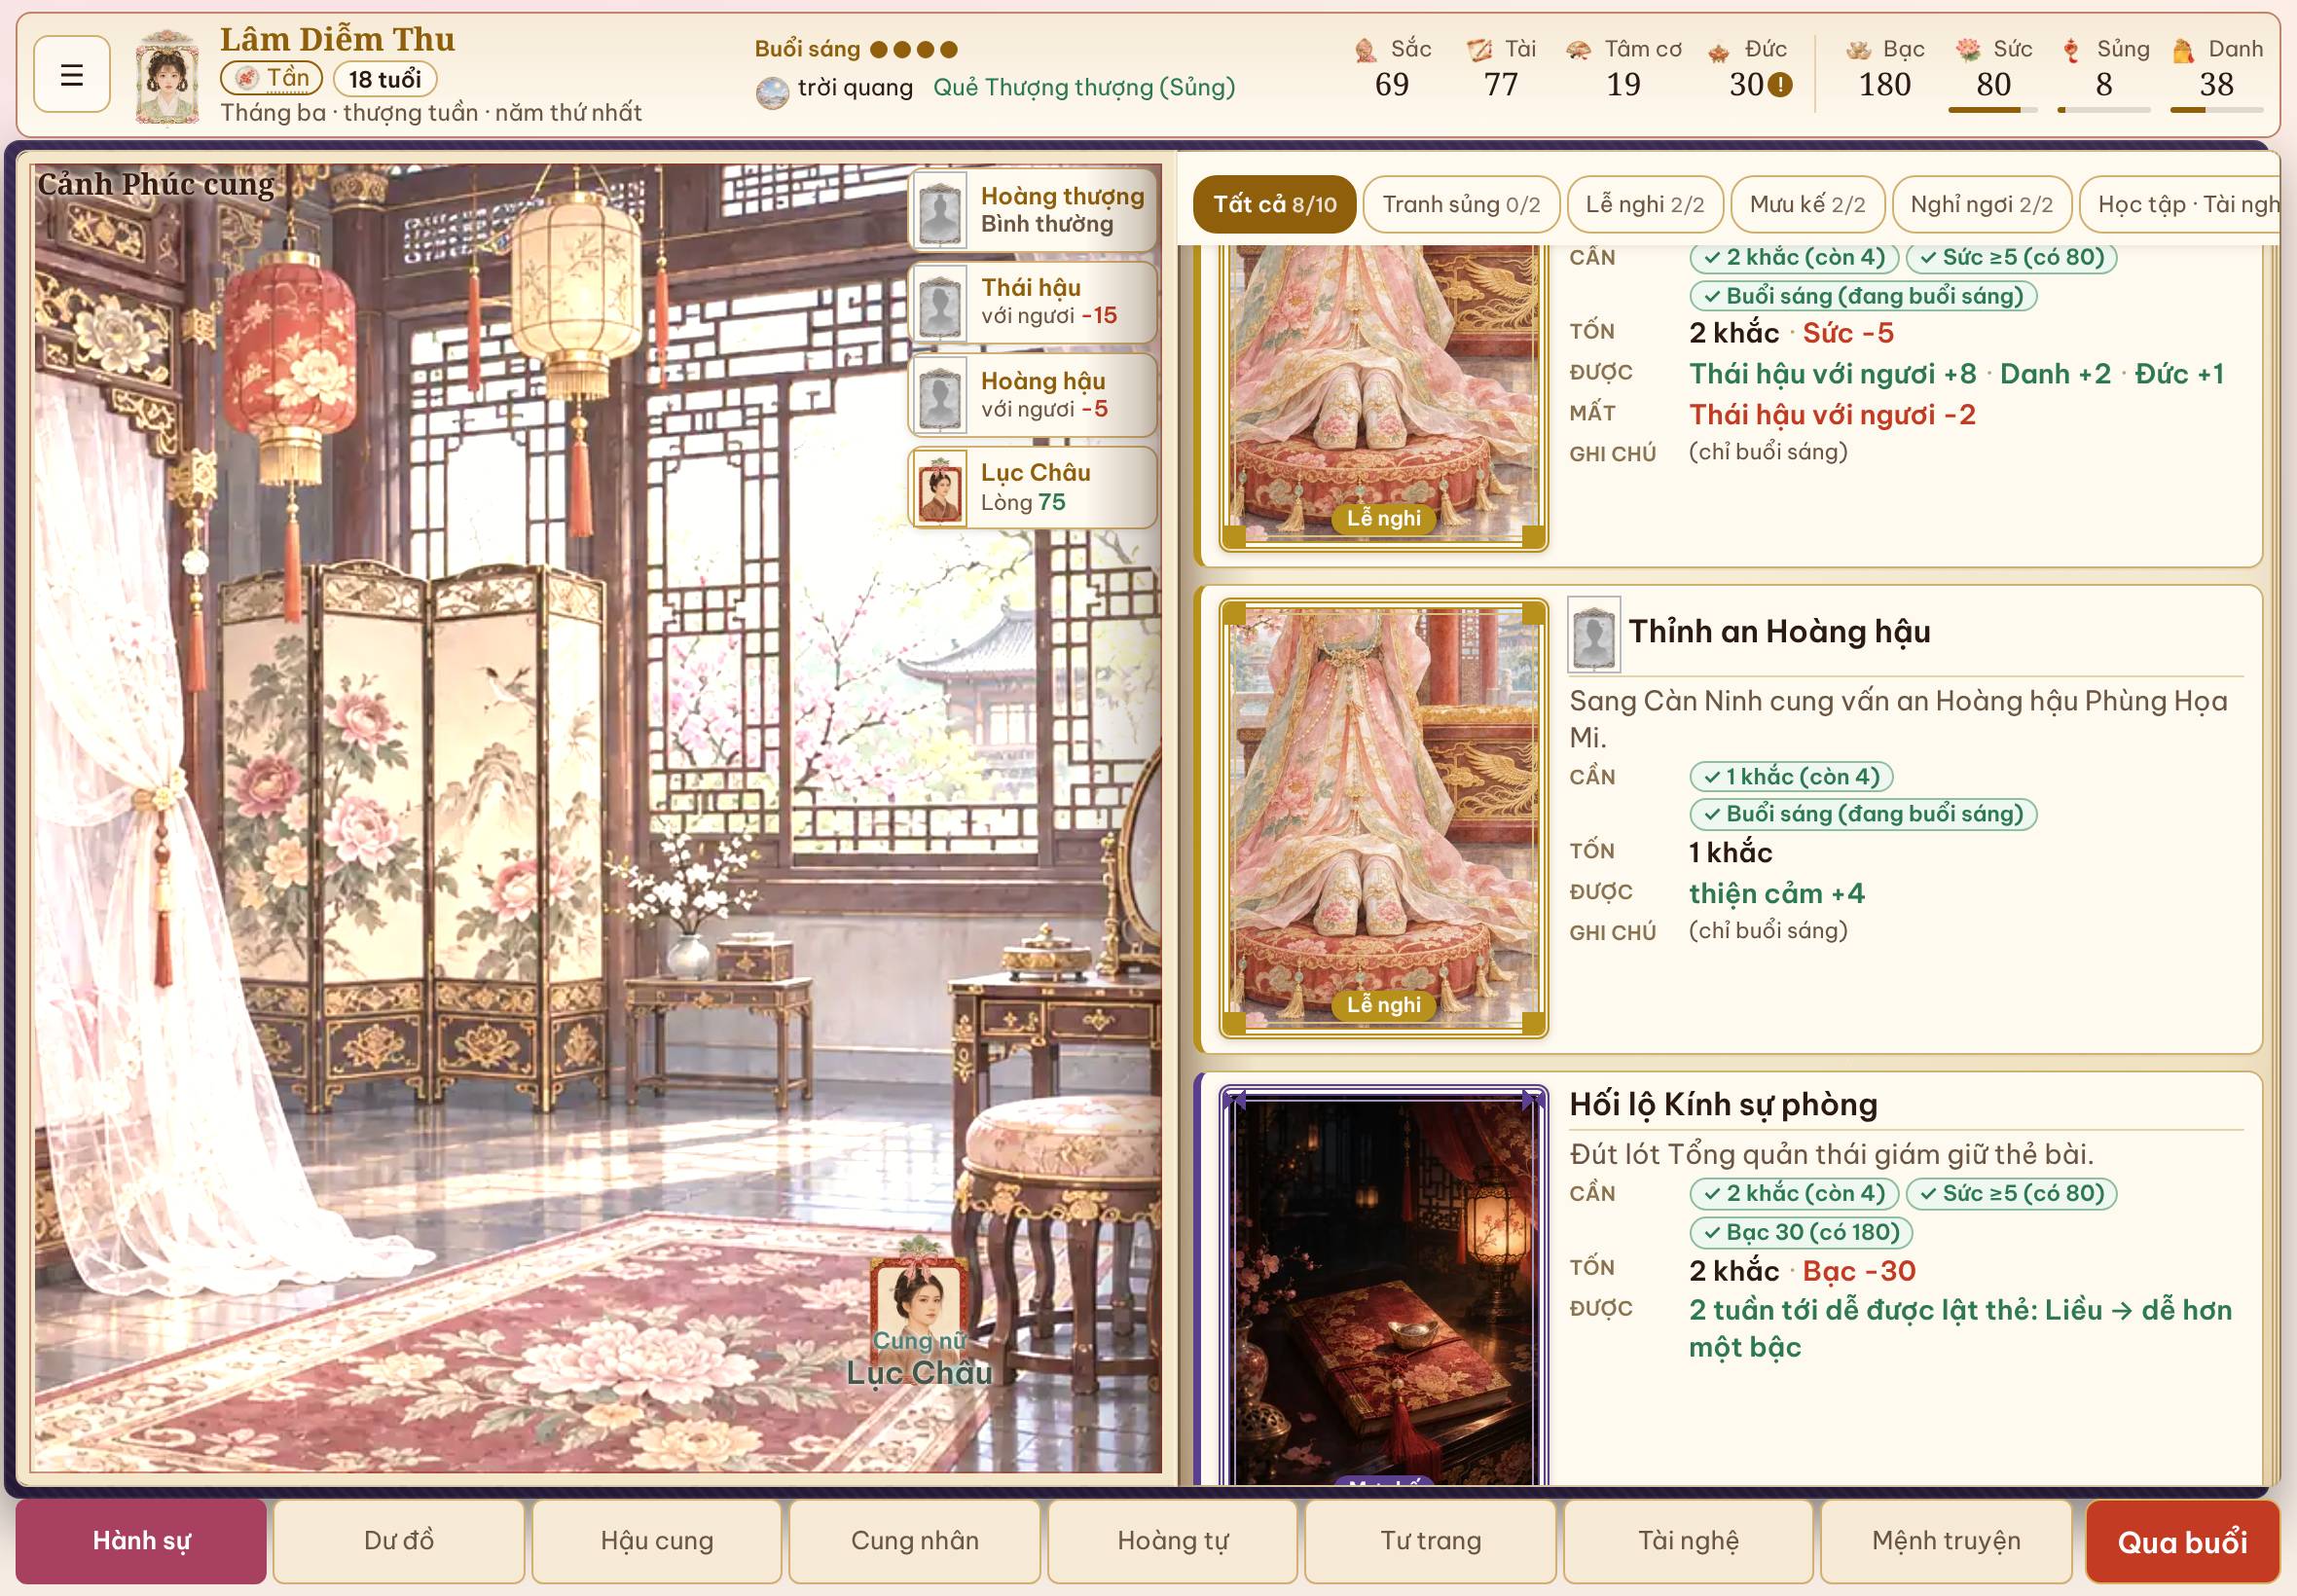 Lâm Diễm Thu
Tần
18 tuổi
Tháng ba · thượng tuần · năm thứ nhất
Buổi sáng
trời quang Quẻ Thượng thượng (Sủng)
Sắc
69
Tài
77
Tâm cơ
19
Đức
30 !
Bạc
180
Sức
80
Sủng
8
Danh
38
Cảnh Phúc cung
Hoàng thượng
Bình thường
Thái hậu
với ngươi -15
Hoàng hậu
với ngươi -5
Lục Châu
Lòng 75
Cung nữ
Lục Châu
Tất cả 8/10
Tranh sủng 0/2
Lễ nghi 2/2
Mưu kế 2/2
Nghỉ ngơi 2/2
Học tập · Tài ngh
CẦN ✓ 2 khắc (còn 4) ✓ Sức ≥5 (có 80)
✓ Buổi sáng (đang buổi sáng)
TỐN 2 khắc · Sức -5
ĐƯỢC Thái hậu với ngươi +8 · Danh +2 · Đức +1
MẤT Thái hậu với ngươi -2
GHI CHÚ (chỉ buổi sáng)
Lễ nghi
Thỉnh an Hoàng hậu
Sang Càn Ninh cung vấn an Hoàng hậu Phùng Họa
Mi.
CẦN ✓ 1 khắc (còn 4)
✓ Buổi sáng (đang buổi sáng)
TỐN 1 khắc
ĐƯỢC thiện cảm +4
GHI CHÚ (chỉ buổi sáng)
Lễ nghi
Hối lộ Kính sự phòng
Đút lót Tổng quản thái giám giữ thẻ bài.
CẦN ✓ 2 khắc (còn 4) ✓ Sức ≥5 (có 80)
✓ Bạc 30 (có 180)
TỐN 2 khắc · Bạc -30
ĐƯỢC 2 tuần tới dễ được lật thẻ: Liều → dễ hơn
một bậc
Hành sự
Dư đồ
Hậu cung
Cung nhân
Hoàng tự
Tư trang
Tài nghệ
Mệnh truyện
Qua buổi